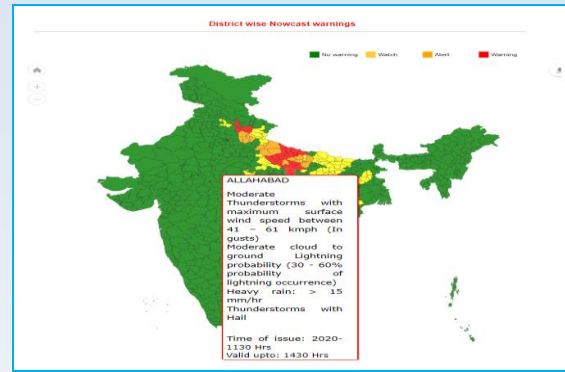 District wise Nowcast warnings
No warning Watch Alert Warning
ALLAHABAD
Moderate
Thunderstorms with
maximum surface
wind speed between
41 – 61 kmph (In
gusts)
Moderate cloud to
ground Lightning
probability (30 - 60%
probability of
lightning occurrence)
Heavy rain: > 15
mm/hr
Thunderstorms with
Hail
Time of issue: 2020-
1130 Hrs
Valid upto: 1430 Hrs